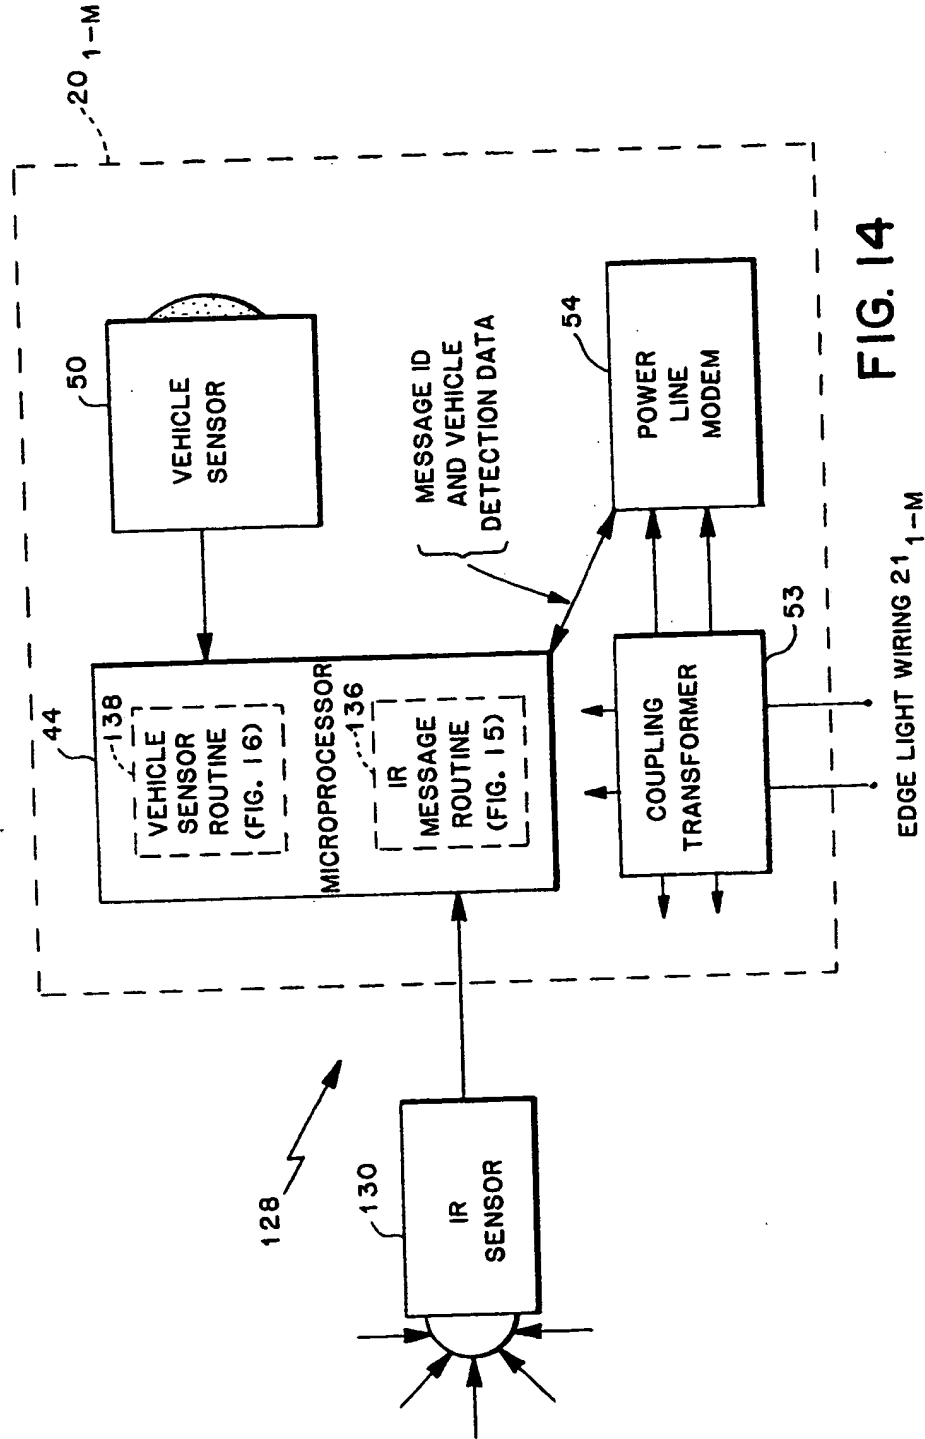 20 1-M
50
VEHICLE
SENSOR
44
138
VEHICLE
SENSOR
ROUTINE
(FIG. 16)
MICROPROCESSOR
136
IR
MESSAGE
ROUTINE
(FIG. 15)
MESSAGE ID
AND VEHICLE
DETECTION DATA
54
POWER
LINE
MODEM
53
COUPLING
TRANSFORMER
128
130
IR
SENSOR
EDGE LIGHT WIRING 21 1-M
FIG. 14